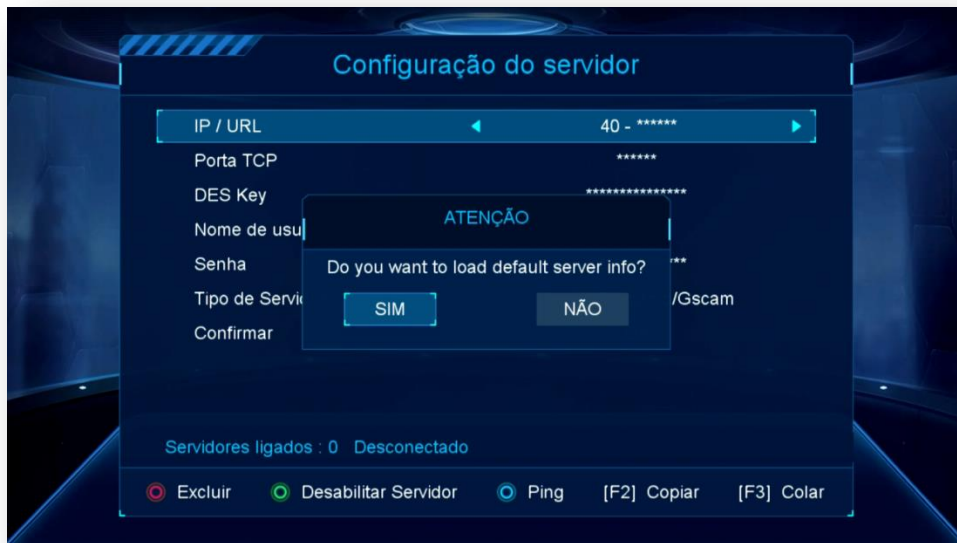 Configuração do servidor
IP / URL 40 - ******
Porta TCP ******
DES Key ***************
Nome de usu
Senha **
Tipo de Servi /Gscam
Confirmar
ATENÇÃO
Do you want to load default server info?
SIM NÃO
Servidores ligados : 0 Desconectado
Excluir Desabilitar Servidor Ping [F2] Copiar [F3] Colar